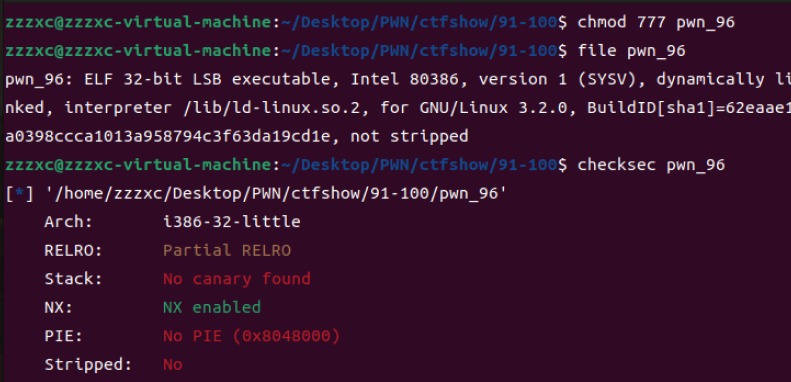 zzzxc@zzzxc-virtual-machine:~/Desktop/PWN/ctfshow/91-100$ chmod 777 pwn_96
zzzxc@zzzxc-virtual-machine:~/Desktop/PWN/ctfshow/91-100$ file pwn_96
pwn_96: ELF 32-bit LSB executable, Intel 80386, version 1 (SYSV), dynamically li
nked, interpreter /lib/ld-linux.so.2, for GNU/Linux 3.2.0, BuildID[sha1]=62eaae1
a0398ccca1013a958794c3f63da19cd1e, not stripped
zzzxc@zzzxc-virtual-machine:~/Desktop/PWN/ctfshow/91-100$ checksec pwn_96
[*] '/home/zzzxc/Desktop/PWN/ctfshow/91-100/pwn_96'
    Arch:       i386-32-little
    RELRO:      Partial RELRO
    Stack:      No canary found
    NX:         NX enabled
    PIE:        No PIE (0x8048000)
    Stripped:   No